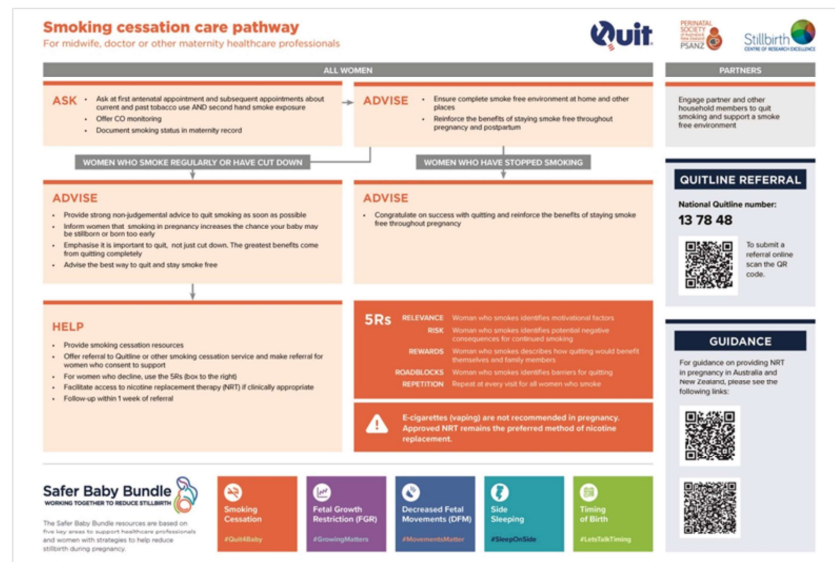 Smoking cessation care pathway
For midwife, doctor or other maternity healthcare professionals
Quit
PERINATAL
SOCIETY
PSANZ
Stillbirth
CENTRE OF RESEARCH EXCELLENCE
ALL WOMEN
ASK
• Ask at first antenatal appointment and subsequent appointments about
current and past tobacco use AND second hand smoke exposure
• Offer CO monitoring
• Document smoking status in maternity record
ADVISE
• Ensure complete smoke free environment at home and other
places
• Reinforce the benefits of staying smoke free throughout
pregnancy and postpartum
WOMEN WHO SMOKE REGULARLY OR HAVE CUT DOWN
WOMEN WHO HAVE STOPPED SMOKING
ADVISE
• Provide strong non-judgemental advice to quit smoking as soon as possible
• Inform women that smoking in pregnancy increases the chance your baby may
be stillborn or born too early
• Emphasise it is important to quit, not just cut down. The greatest benefits come
from quitting completely
• Advise the best way to quit and stay smoke free
ADVISE
• Congratulate on success with quitting and reinforce the benefits of staying smoke
free throughout pregnancy
HELP
• Provide smoking cessation resources
• Offer referral to Quitline or other smoking cessation service and make referral for
women who consent to support
• For women who decline, use the 5Rs (box to the right)
• Facilitate access to nicotine replacement therapy (NRT) if clinically appropriate
• Follow-up within 1 week of referral
5Rs
RELEVANCE Woman who smokes identifies motivational factors
RISK Woman who smokes identifies potential negative
consequences for continued smoking
REWARDS Woman who smokes describes how quitting would benefit
themselves and family members
ROADBLOCKS Woman who smokes identifies barriers for quitting
REPETITION Repeat at every visit for all women who smoke
E-cigarettes (vaping) are not recommended in pregnancy.
Approved NRT remains the preferred method of nicotine
replacement.
PARTNERS
Engage partner and other
household members to quit
smoking and support a smoke
free environment
QUITLINE REFERRAL
National Quitline number:
13 78 48
To submit a
referral online
scan the QR
code.
GUIDANCE
For guidance on providing NRT
in pregnancy in Australia and
New Zealand, please see the
following links:
Safer Baby Bundle
WORKING TOGETHER TO REDUCE STILLBIRTH
The Safer Baby Bundle resources are based on
five key areas to support healthcare professionals
and women with strategies to help reduce
stillbirth during pregnancy.
Smoking
Cessation
#Quit4Baby
Fetal Growth
Restriction (FGR)
#GrowingMatters
Decreased Fetal
Movements (DFM)
#MovementsMatter
Side
Sleeping
#SleepOnSide
Timing
of Birth
#LetsTalkTiming